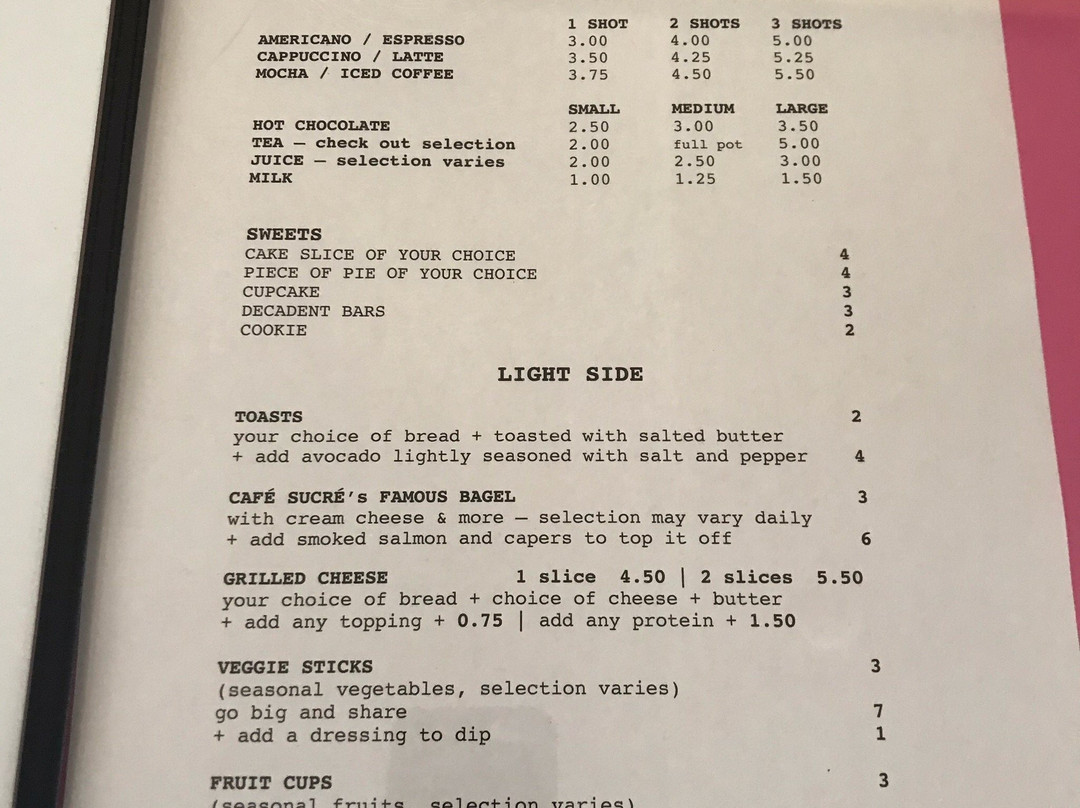 1 SHOT 2 SHOTS 3 SHOTS
AMERICANO / ESPRESSO 3.00 4.00 5.00
CAPPUCCINO / LATTE 3.50 4.25 5.25
MOCHA / ICED COFFEE 3.75 4.50 5.50
SMALL MEDIUM LARGE
HOT CHOCOLATE 2.50 3.00 3.50
TEA — check out selection 2.00 full pot 5.00
JUICE — selection varies 2.00 2.50 3.00
MILK 1.00 1.25 1.50
SWEETS
CAKE SLICE OF YOUR CHOICE 4
PIECE OF PIE OF YOUR CHOICE 4
CUPCAKE 3
DECADENT BARS 3
COOKIE 2
LIGHT SIDE
TOASTS 2
your choice of bread + toasted with salted butter
+ add avocado lightly seasoned with salt and pepper 4
CAFÉ SUCRÉ's FAMOUS BAGEL 3
with cream cheese & more — selection may vary daily
+ add smoked salmon and capers to top it off 6
GRILLED CHEESE 1 slice 4.50 | 2 slices 5.50
your choice of bread + choice of cheese + butter
+ add any topping + 0.75 | add any protein + 1.50
VEGGIE STICKS 3
(seasonal vegetables, selection varies)
go big and share 7
+ add a dressing to dip 1
FRUIT CUPS 3
(seasonal fruits, selection varies)